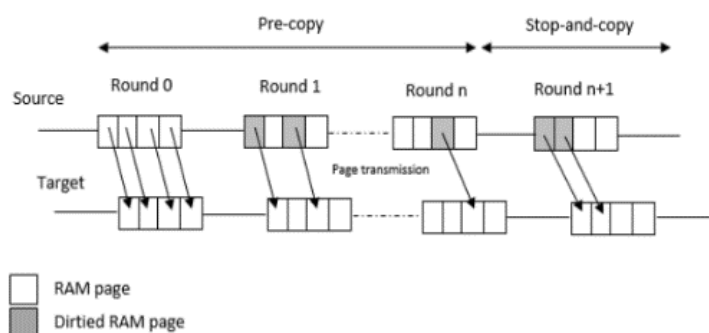 Pre-copy
Stop-and-copy
Round 0
Round 1
Round n
Round n+1
Source
Page transmission
Target
RAM page
Dirtied RAM page